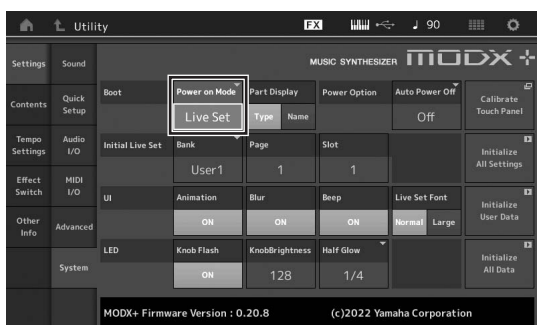 Utility
EX
90
Settings
Sound
MUSIC SYNTHESIZER MODX+
Contents
Quick
Setup
Boot
Power on Mode
Live Set
Part Display
Type Name
Power Option
Auto Power Off
Off
Calibrate
Touch Panel
Tempo
Settings
Audio
I/O
Initial Live Set
Bank
User1
Page
1
Slot
1
Initialize
All Settings
Effect
Switch
MIDI
I/O
UI
Animation
ON
Blur
ON
Beep
ON
Live Set Font
Normal Large
Initialize
User Data
Other
Info
Advanced
System
LED
Knob Flash
ON
KnobBrightness
128
Half Glow
1/4
Initialize
All Data
MODX+ Firmware Version : 0.20.8 (c)2022 Yamaha Corporation